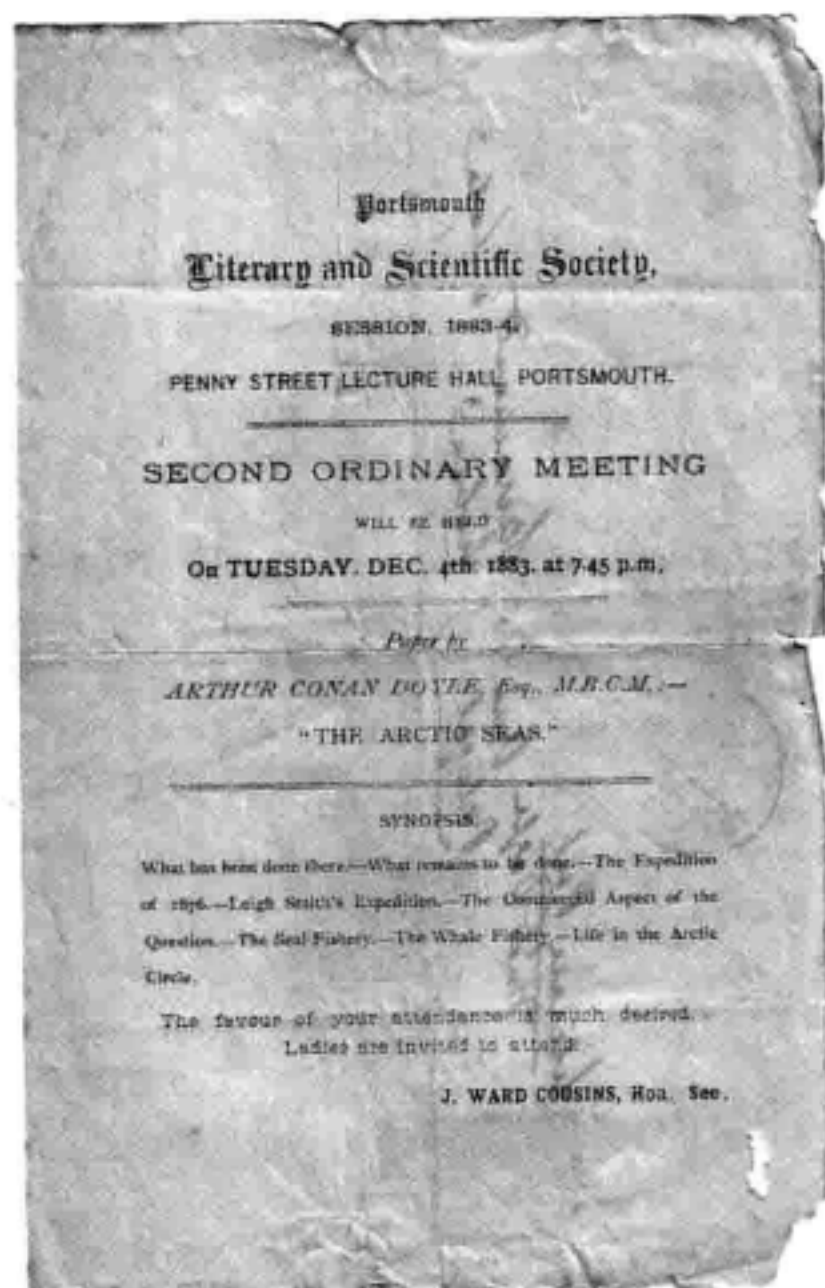 Portsmouth
Literary and Scientific Society,
SESSION, 1883-4.
PENNY STREET LECTURE HALL, PORTSMOUTH.
SECOND ORDINARY MEETING
WILL BE HELD
On TUESDAY, DEC. 4th, 1883, at 7.45 p.m.
Paper by
ARTHUR CONAN DOYLE, Esq., M.B.C.M, :—
"THE ARCTIC SEAS."
SYNOPSIS.
What has been done there.—What remains to be done.—The Expedition
of 1876.—Leigh Smith's Expedition.—The Commercial Aspect of the
Question.—The Seal Fishery.—The Whale Fishery.—Life in the Arctic
Circle.
The favour of your attendance is much desired.
Ladies are invited to attend.
J. WARD COUSINS, Hon. Sec.